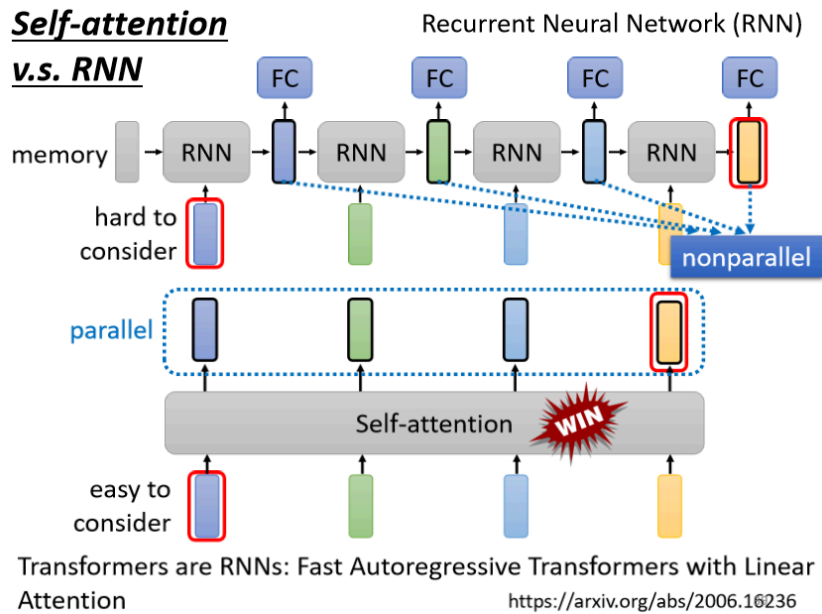 Self-attention
v.s. RNN
Recurrent Neural Network (RNN)
FC
FC
FC
FC
memory
RNN
RNN
RNN
RNN
hard to
consider
nonparallel
parallel
Self-attention
WIN
easy to
consider
Transformers are RNNs: Fast Autoregressive Transformers with Linear
Attention
https://arxiv.org/abs/2006.16236